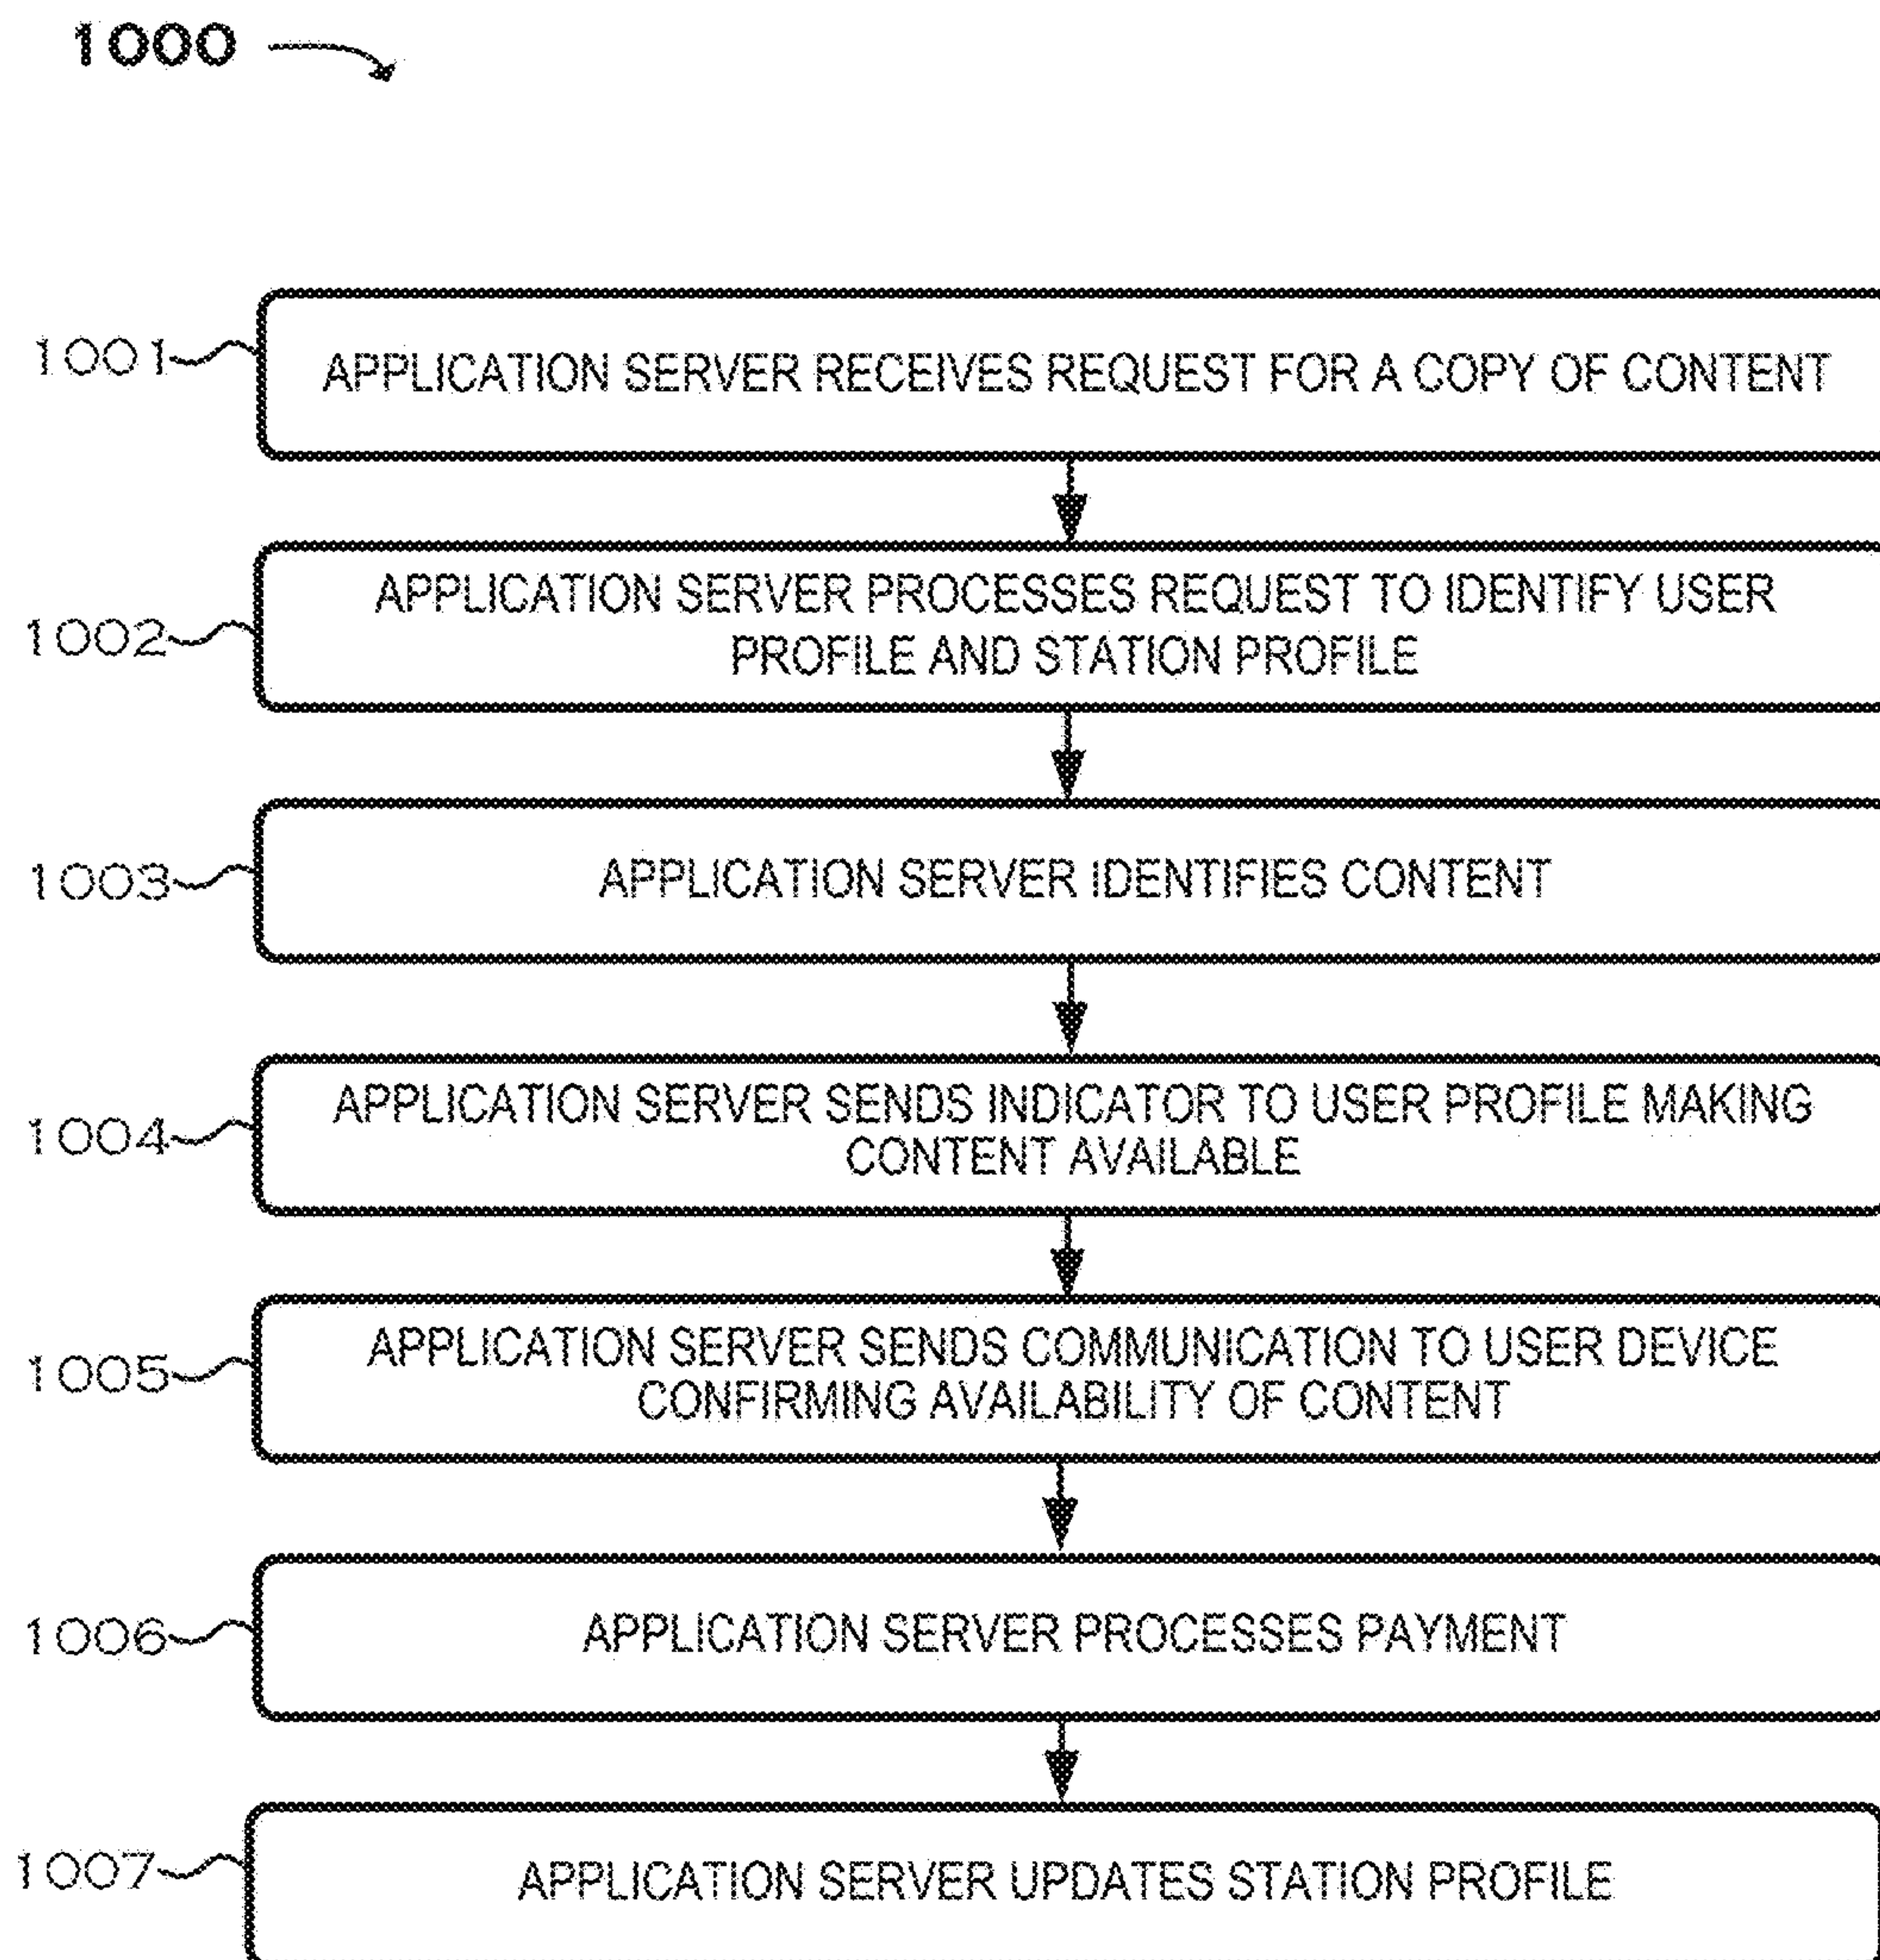 1000
1001
APPLICATION SERVER RECEIVES REQUEST FOR A COPY OF CONTENT
1002
APPLICATION SERVER PROCESSES REQUEST TO IDENTIFY USER
PROFILE AND STATION PROFILE
1003
APPLICATION SERVER IDENTIFIES CONTENT
1004
APPLICATION SERVER SENDS INDICATOR TO USER PROFILE MAKING
CONTENT AVAILABLE
1005
APPLICATION SERVER SENDS COMMUNICATION TO USER DEVICE
CONFIRMING AVAILABILITY OF CONTENT
1006
APPLICATION SERVER PROCESSES PAYMENT
1007
APPLICATION SERVER UPDATES STATION PROFILE